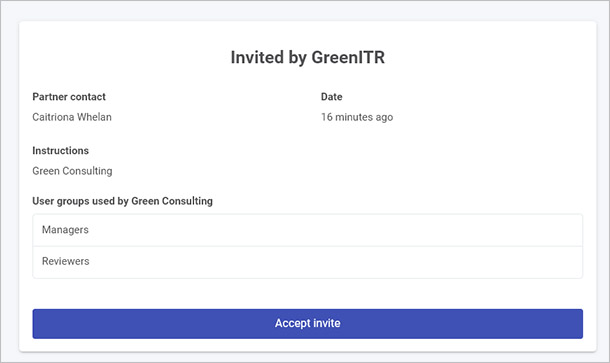 Invited by GreenITR
Partner contact
Date
Caitriona Whelan
16 minutes ago
Instructions
Green Consulting
User groups used by Green Consulting
Managers
Reviewers
Accept invite